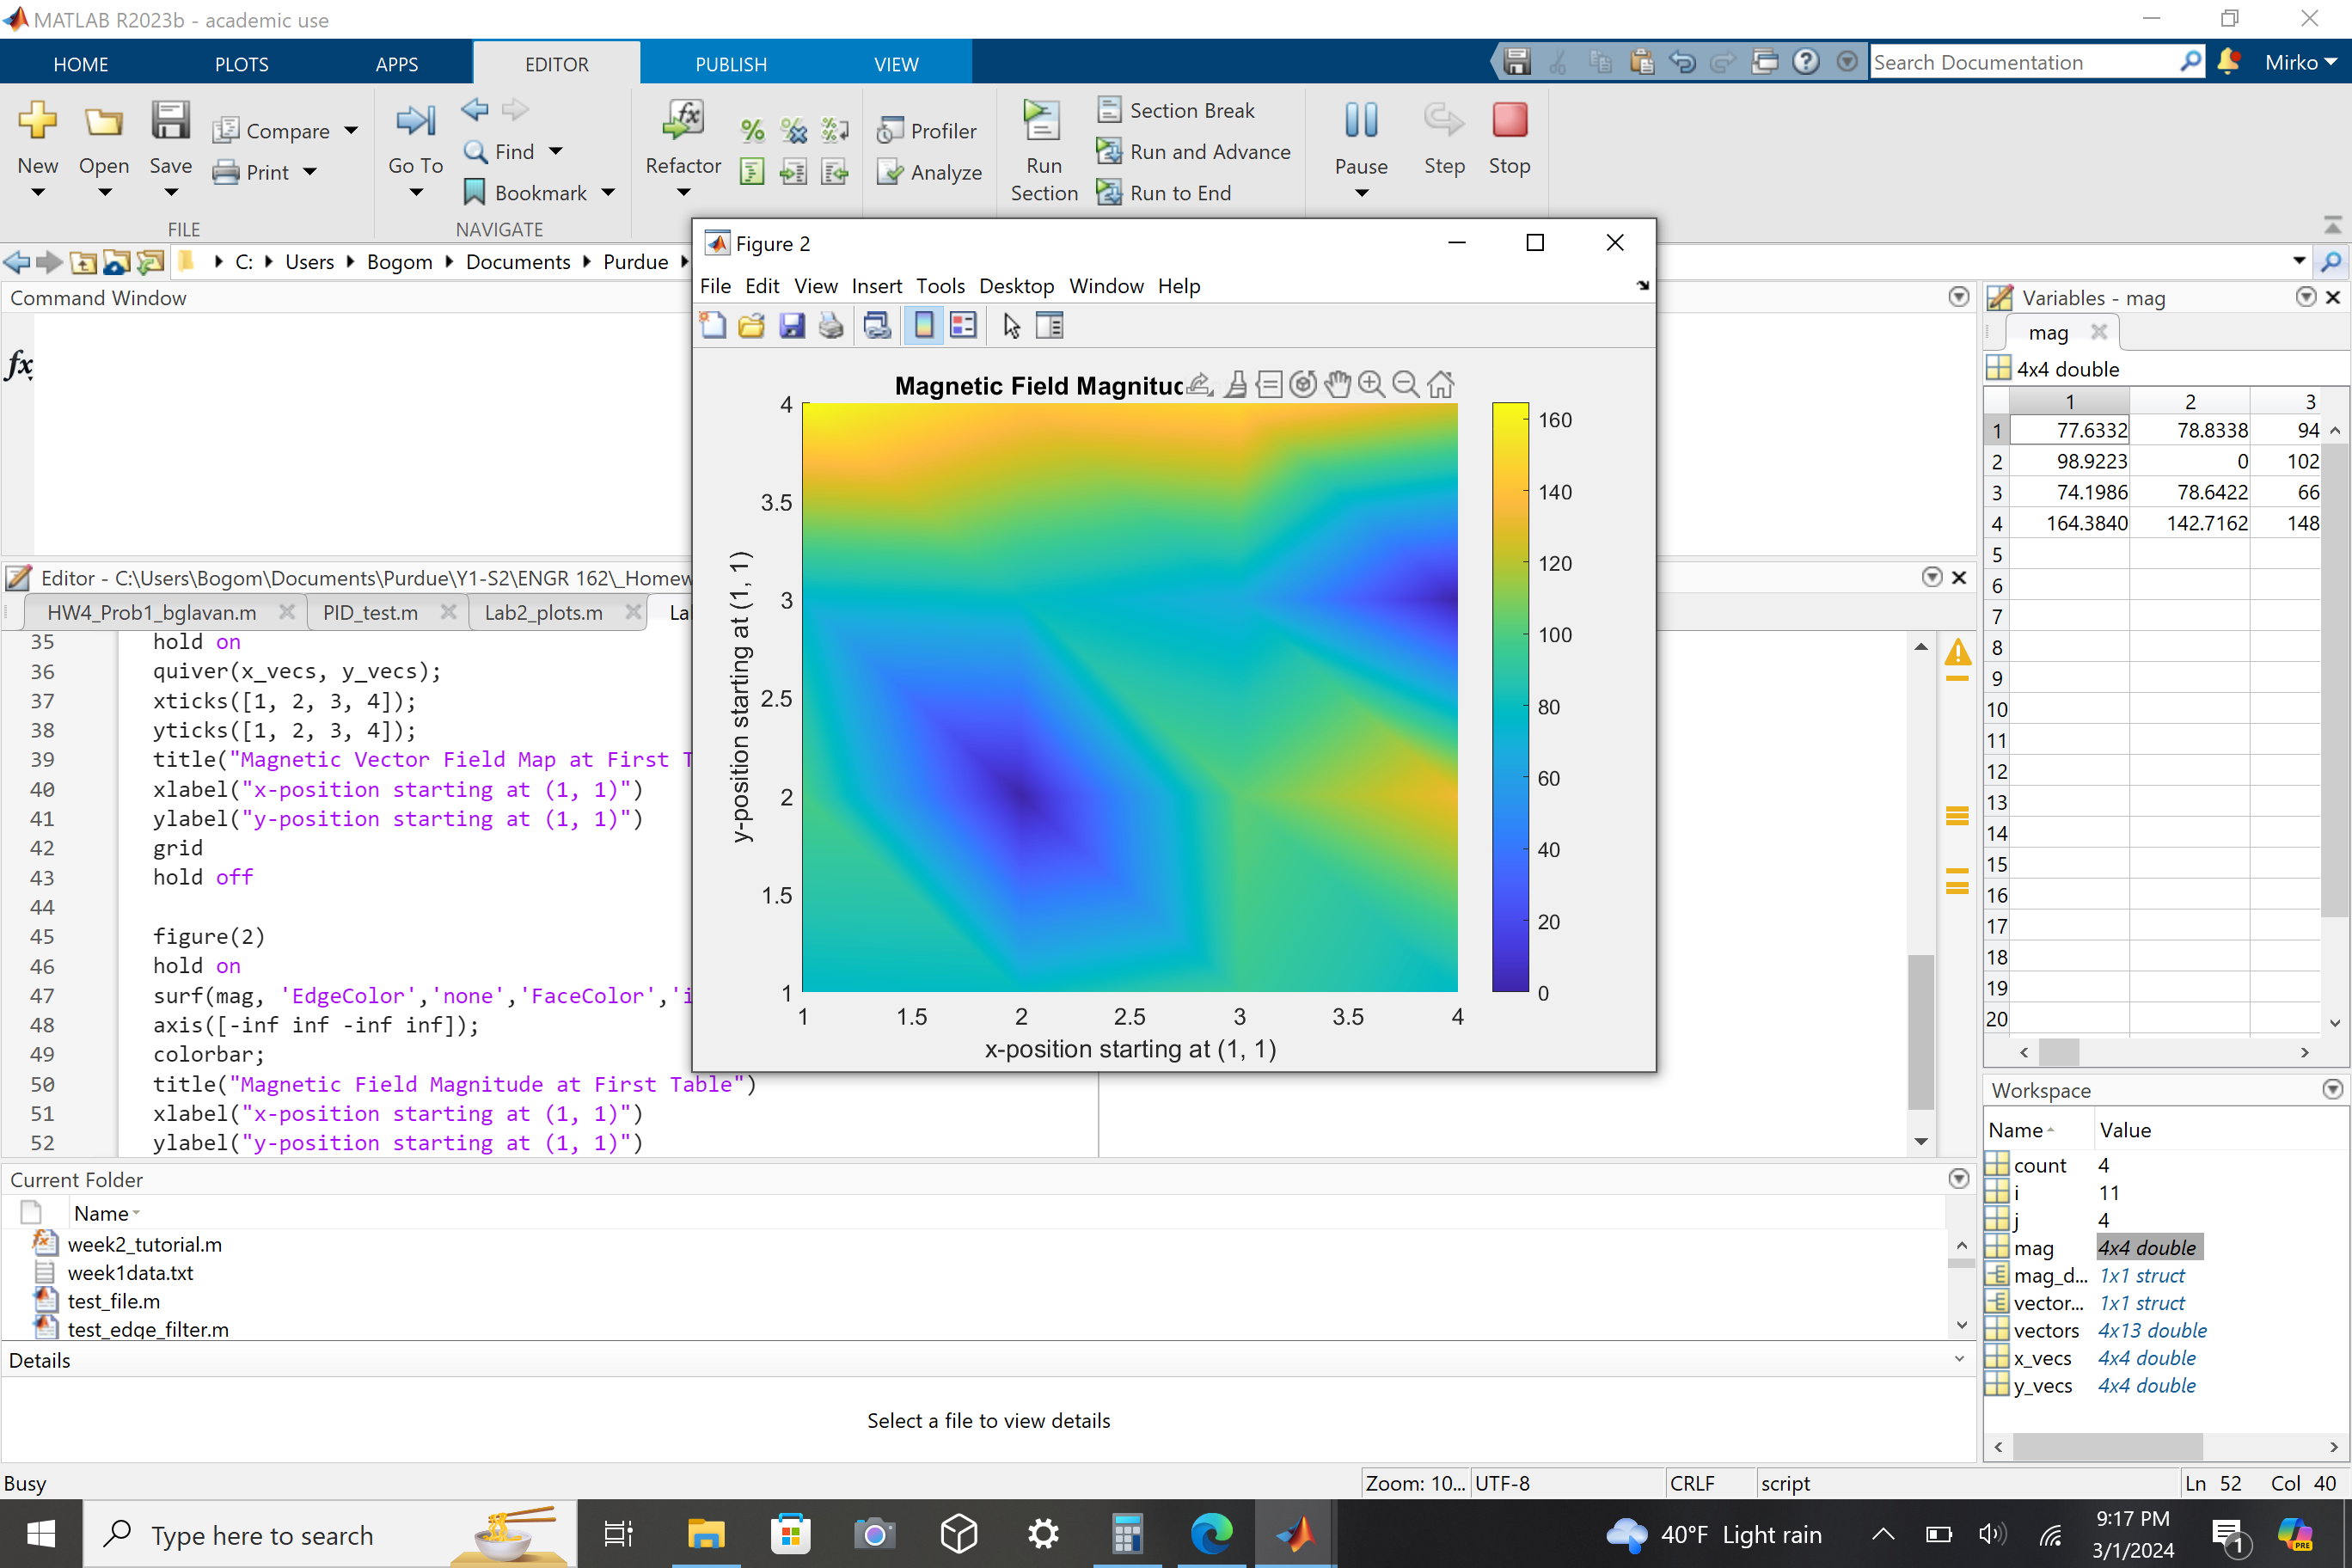 MATLAB R2023b - academic use
HOME PLOTS APPS EDITOR PUBLISH VIEW
Search Documentation
Mirko
New
Open
Save
Compare
Print
FILE
Go To
Find
Bookmark
NAVIGATE
Refactor
Profiler
Analyze
Run Section
Section Break
Run and Advance
Run to End
Pause
Step
Stop
C: Users Bogom Documents Purdue
Command Window
fx
Editor - C:\Users\Bogom\Documents\Purdue\Y1-S2\ENGR 162\_Homew
HW4_Prob1_bglavan.m PID_test.m Lab2_plots.m La
35 hold on
36 quiver(x_vecs, y_vecs);
37 xticks([1, 2, 3, 4]);
38 yticks([1, 2, 3, 4]);
39 title("Magnetic Vector Field Map at First T
40 xlabel("x-position starting at (1, 1)")
41 ylabel("y-position starting at (1, 1)")
42 grid
43 hold off
44
45 figure(2)
46 hold on
47 surf(mag, 'EdgeColor','none','FaceColor','i
48 axis([-inf inf -inf inf]);
49 colorbar;
50 title("Magnetic Field Magnitude at First Table")
51 xlabel("x-position starting at (1, 1)")
52 ylabel("y-position starting at (1, 1)")
Figure 2
File Edit View Insert Tools Desktop Window Help
Magnetic Field Magnituc
4
3.5
3
2.5
2
1.5
1
y-position starting at (1, 1)
1 1.5 2 2.5 3 3.5 4
x-position starting at (1, 1)
160
140
120
100
80
60
40
20
0
Variables - mag
mag
4x4 double
1 2 3
1 77.6332 78.8338 94
2 98.9223 0 102
3 74.1986 78.6422 66
4 164.3840 142.7162 148
5
6
7
8
9
10
11
12
13
14
15
16
17
18
19
20
Workspace
Name Value
count 4
i 11
j 4
mag 4x4 double
mag_d... 1x1 struct
vector... 1x1 struct
vectors 4x13 double
x_vecs 4x4 double
y_vecs 4x4 double
Current Folder
Name
week2_tutorial.m
week1data.txt
test_file.m
test_edge_filter.m
Details
Select a file to view details
Busy
Zoom: 10... UTF-8 CRLF script Ln 52 Col 40
Type here to search
40°F Light rain
9:17 PM
3/1/2024
1
PRE